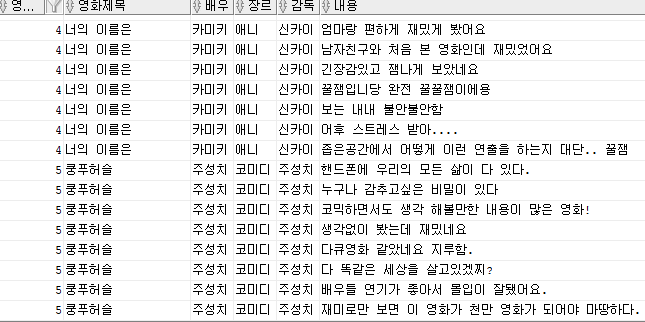 영... 영화제목 배우 장르 감독 내용
4 너의 이름은 카미키 애니 신카이 엄마랑 편하게 재밌게 봤어요
4 너의 이름은 카미키 애니 신카이 남자친구와 처음 본 영화인데 재밌었어요
4 너의 이름은 카미키 애니 신카이 긴장감있고 잼나게 보았네요
4 너의 이름은 카미키 애니 신카이 꿀잼입니당 완전 꿀꿀잼이에용
4 너의 이름은 카미키 애니 신카이 보는 내내 불안불안함
4 너의 이름은 카미키 애니 신카이 어후 스트레스 받아....
4 너의 이름은 카미키 애니 신카이 좁은공간에서 어떻게 이런 연출을 하는지 대단.. 꿀잼
5 쿵푸허슬 주성치 코미디 주성치 핸드폰에 우리의 모든 삶이 다 있다.
5 쿵푸허슬 주성치 코미디 주성치 누구나 감추고싶은 비밀이 있다
5 쿵푸허슬 주성치 코미디 주성치 코믹하면서도 생각 해볼만한 내용이 많은 영화!
5 쿵푸허슬 주성치 코미디 주성치 생각없이 봤는데 재밌네요
5 쿵푸허슬 주성치 코미디 주성치 다큐영화 같았네요 지루함.
5 쿵푸허슬 주성치 코미디 주성치 다 똑같은 세상을 살고있겠지?
5 쿵푸허슬 주성치 코미디 주성치 배우들 연기가 좋아서 몰입이 잘됐어요.
5 쿵푸허슬 주성치 코미디 주성치 재미로만 보면 이 영화가 천만 영화가 되어야 마땅하다.